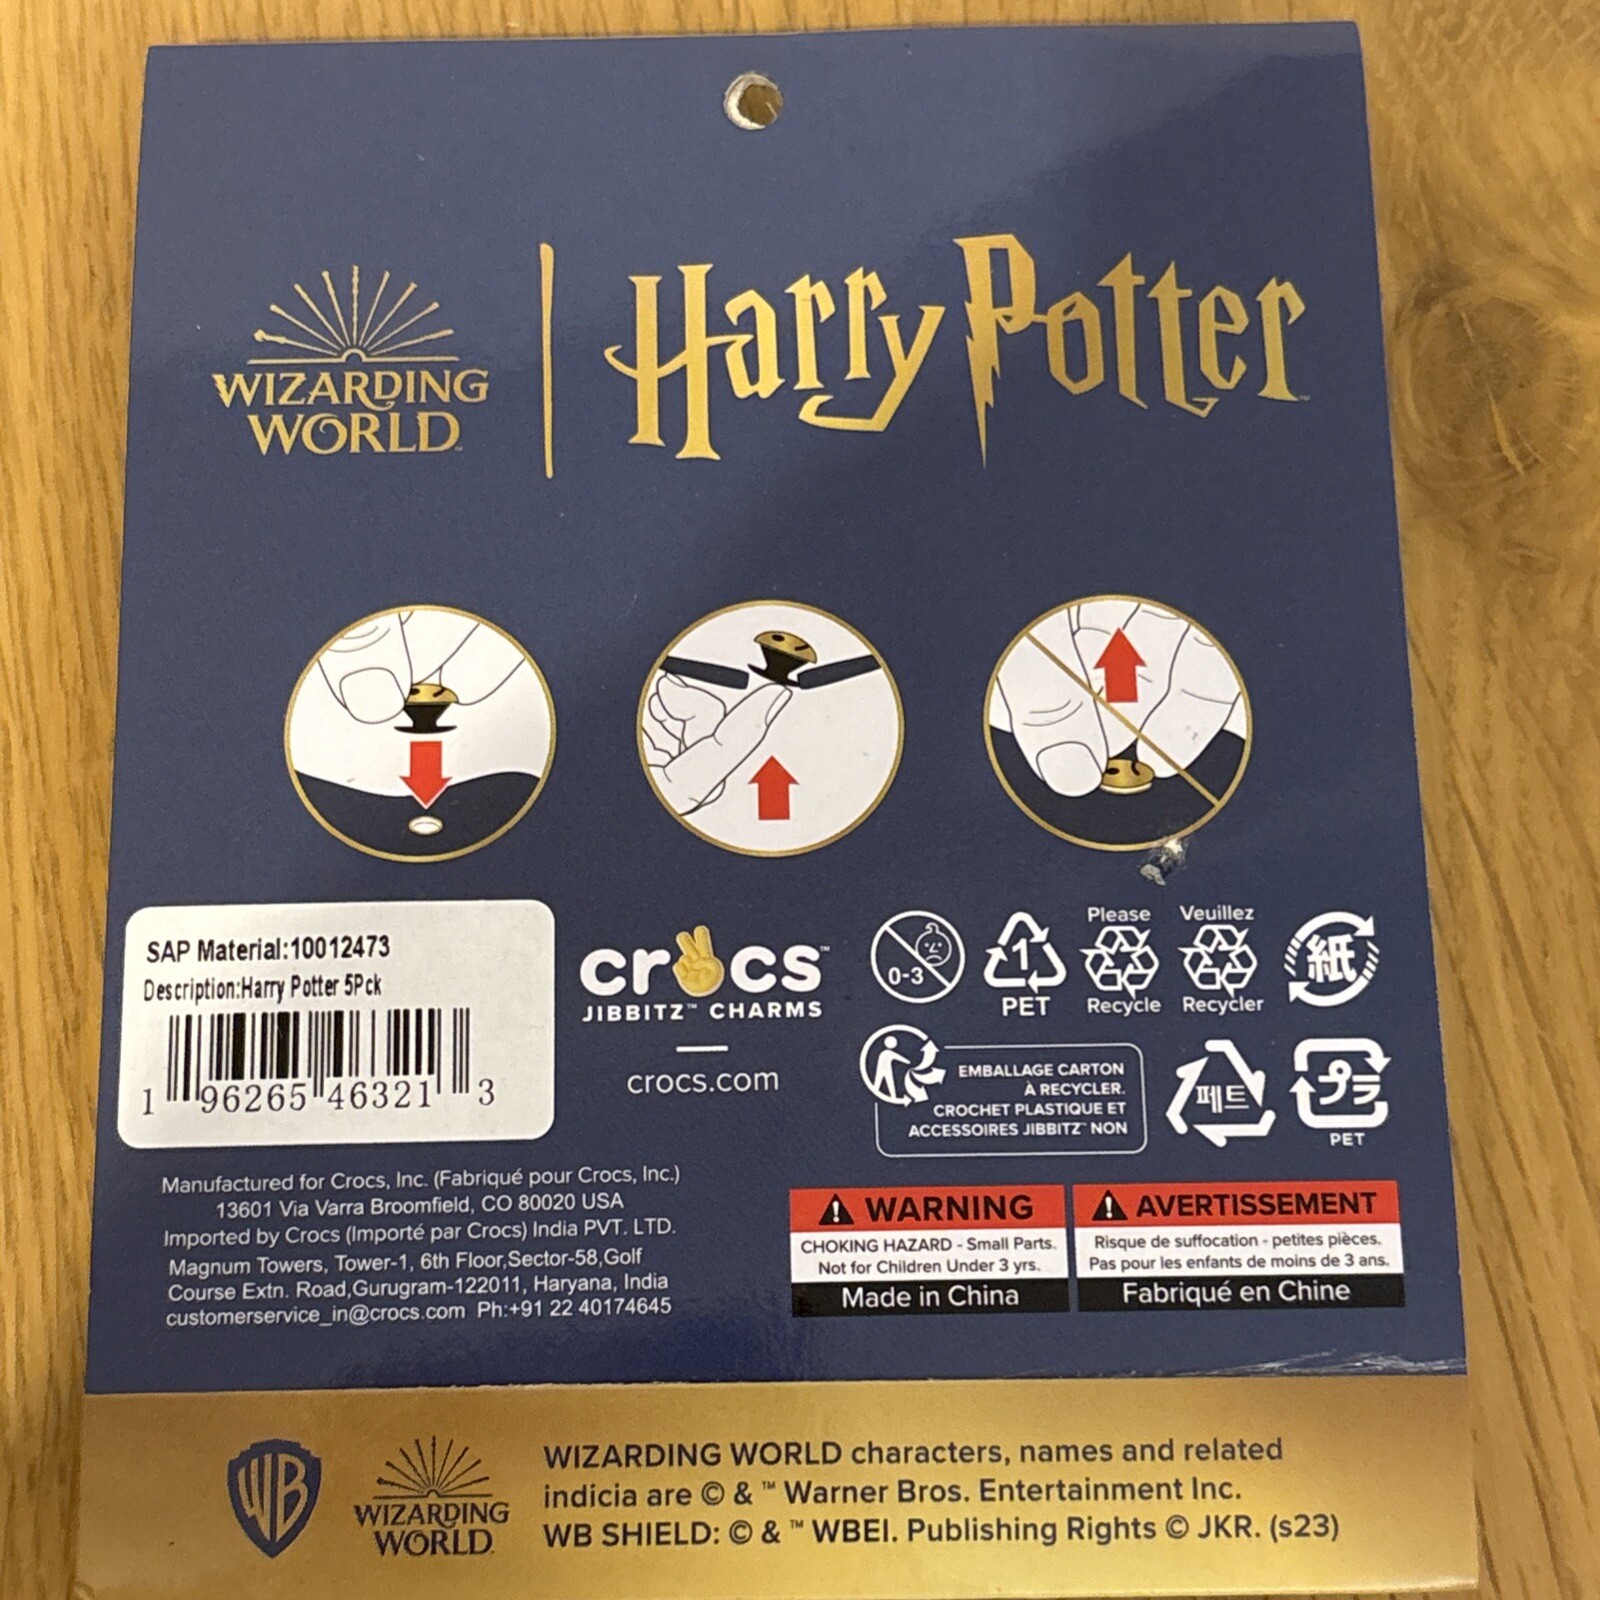 WIZARDING
WORLD
Harry Potter
SAP Material:10012473
Description:Harry Potter 5Pck
1 96265 46321 3
crocs™
JIBBITZ™ CHARMS
crocs.com
0-3
1
PET
Please
Recycle
Veuillez
Recycler
紙
EMBALLAGE CARTON
À RECYCLER.
CROCHET PLASTIQUE ET
ACCESSOIRES JIBBITZ™ NON
페트
プラ
PET
Manufactured for Crocs, Inc. (Fabriqué pour Crocs, Inc.)
13601 Via Varra Broomfield, CO 80020 USA
Imported by Crocs (Importé par Crocs) India PVT. LTD.
Magnum Towers, Tower-1, 6th Floor,Sector-58,Golf
Course Extn. Road,Gurugram-122011, Haryana, India
customerservice_in@crocs.com Ph:+91 22 40174645
WARNING
CHOKING HAZARD - Small Parts.
Not for Children Under 3 yrs.
Made in China
AVERTISSEMENT
Risque de suffocation - petites pièces.
Pas pour les enfants de moins de 3 ans.
Fabriqué en Chine
WB
WIZARDING
WORLD
WIZARDING WORLD characters, names and related
indicia are © & ™ Warner Bros. Entertainment Inc.
WB SHIELD: © & ™ WBEI. Publishing Rights © JKR. (s23)